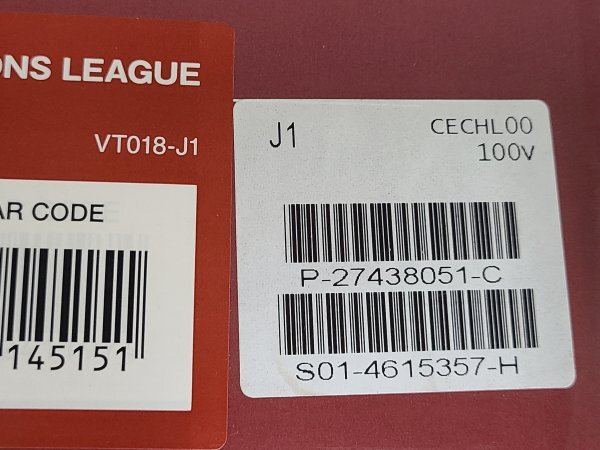 ONS LEAGUE
VT018-J1
AR CODE
145151
J1
CECHL00
100V
P-27438051-C
S01-4615357-H